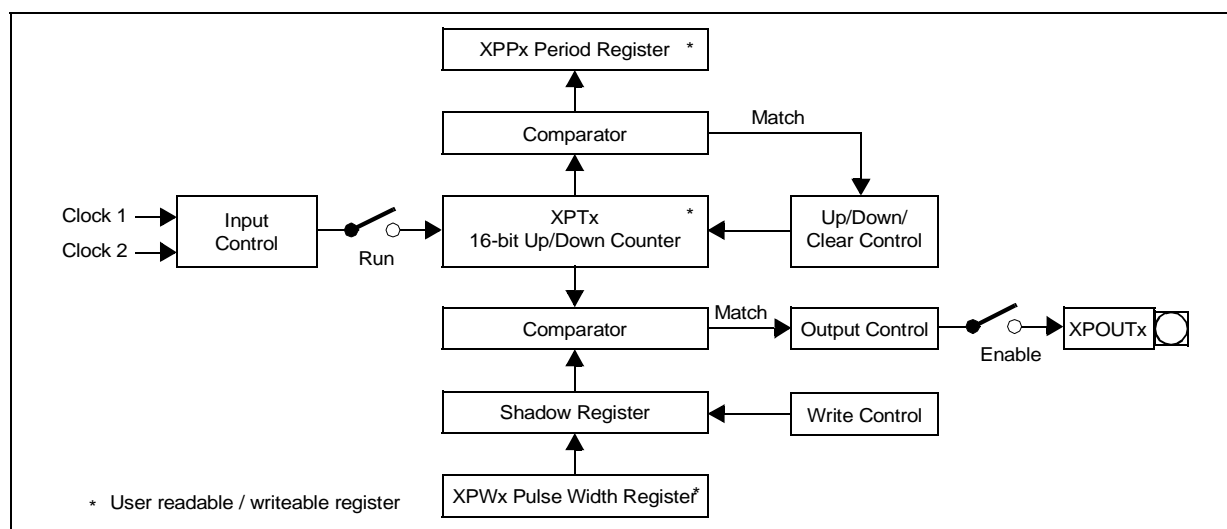 XPPx Period Register *
Comparator
Match
Clock 1
Clock 2
Input
Control
Run
XPTx *
16-bit Up/Down Counter
Up/Down/
Clear Control
Comparator
Match
Output Control
Enable
XPOUTx
Shadow Register
Write Control
XPWx Pulse Width Register*
* User readable / writeable register